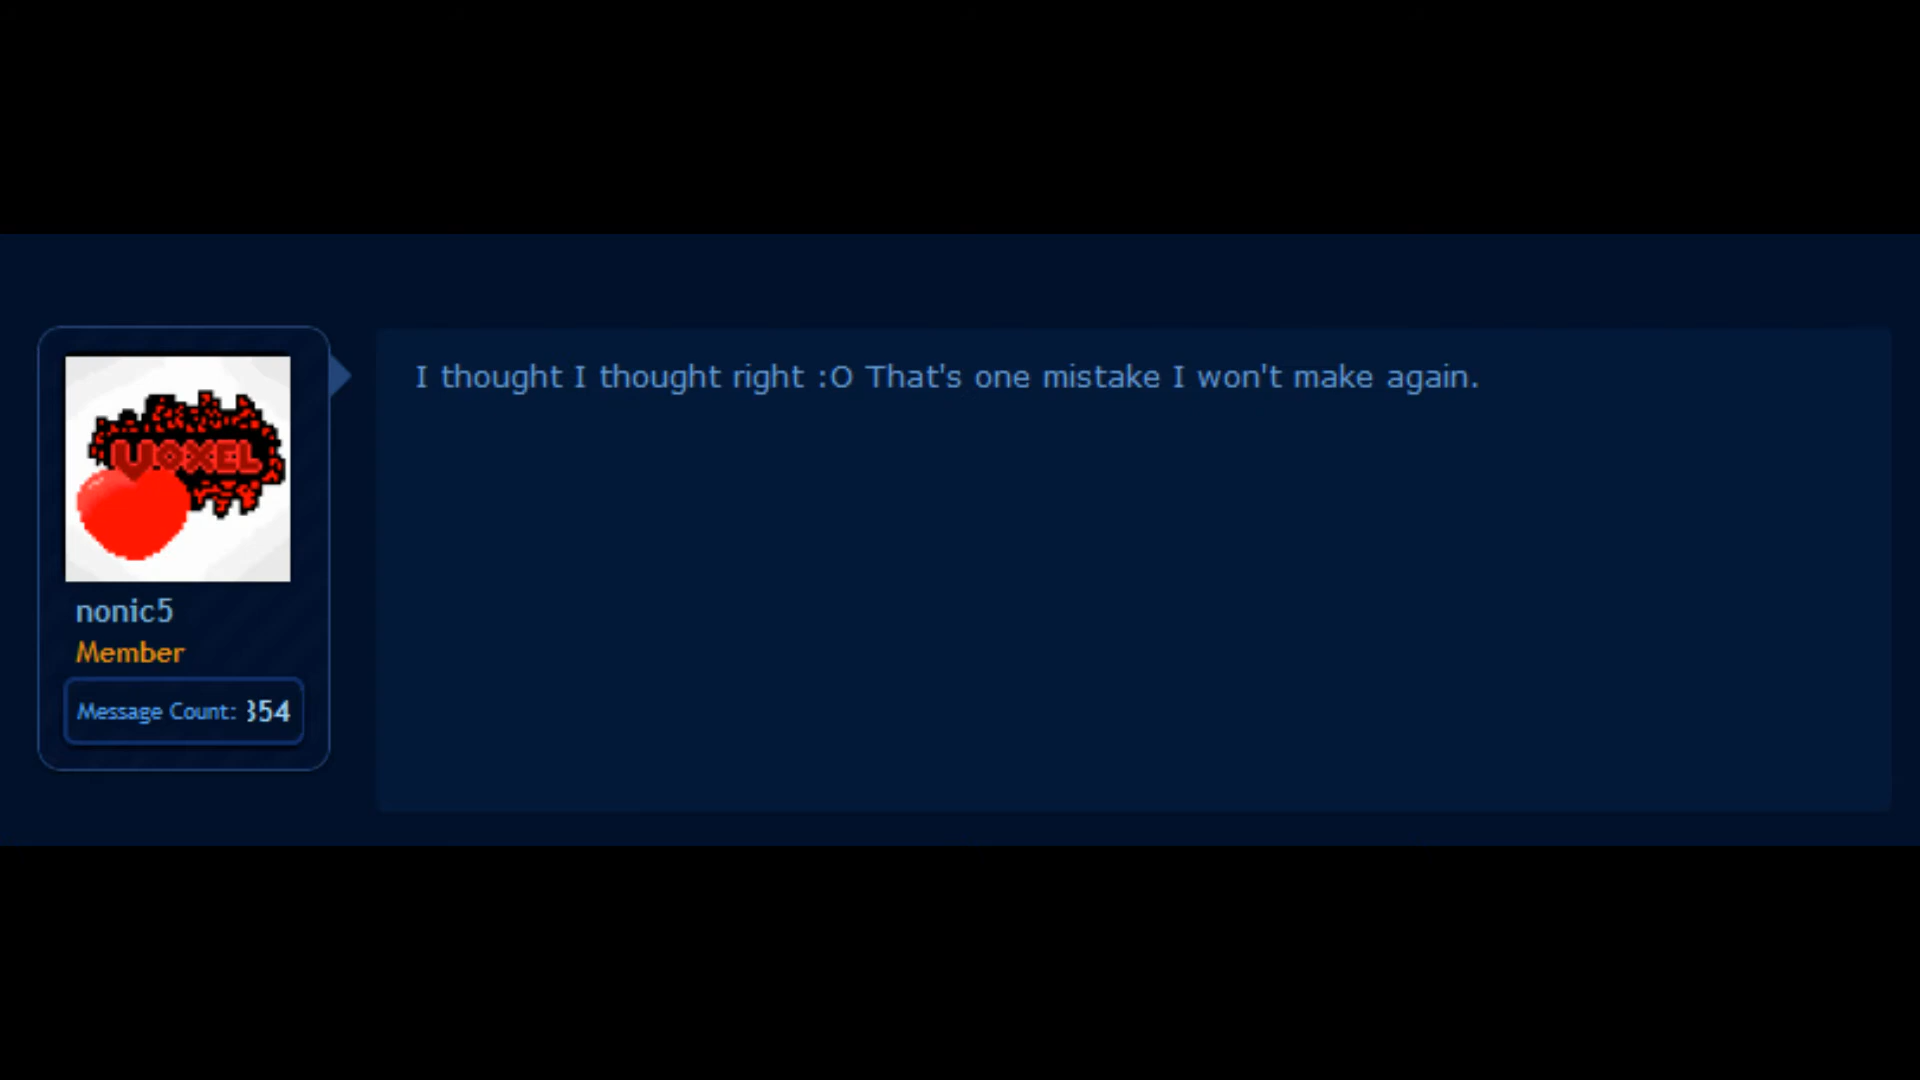 I thought I thought right :O That's one mistake I won't make again.
VOXEL
nonic5
Member
Message Count: 354